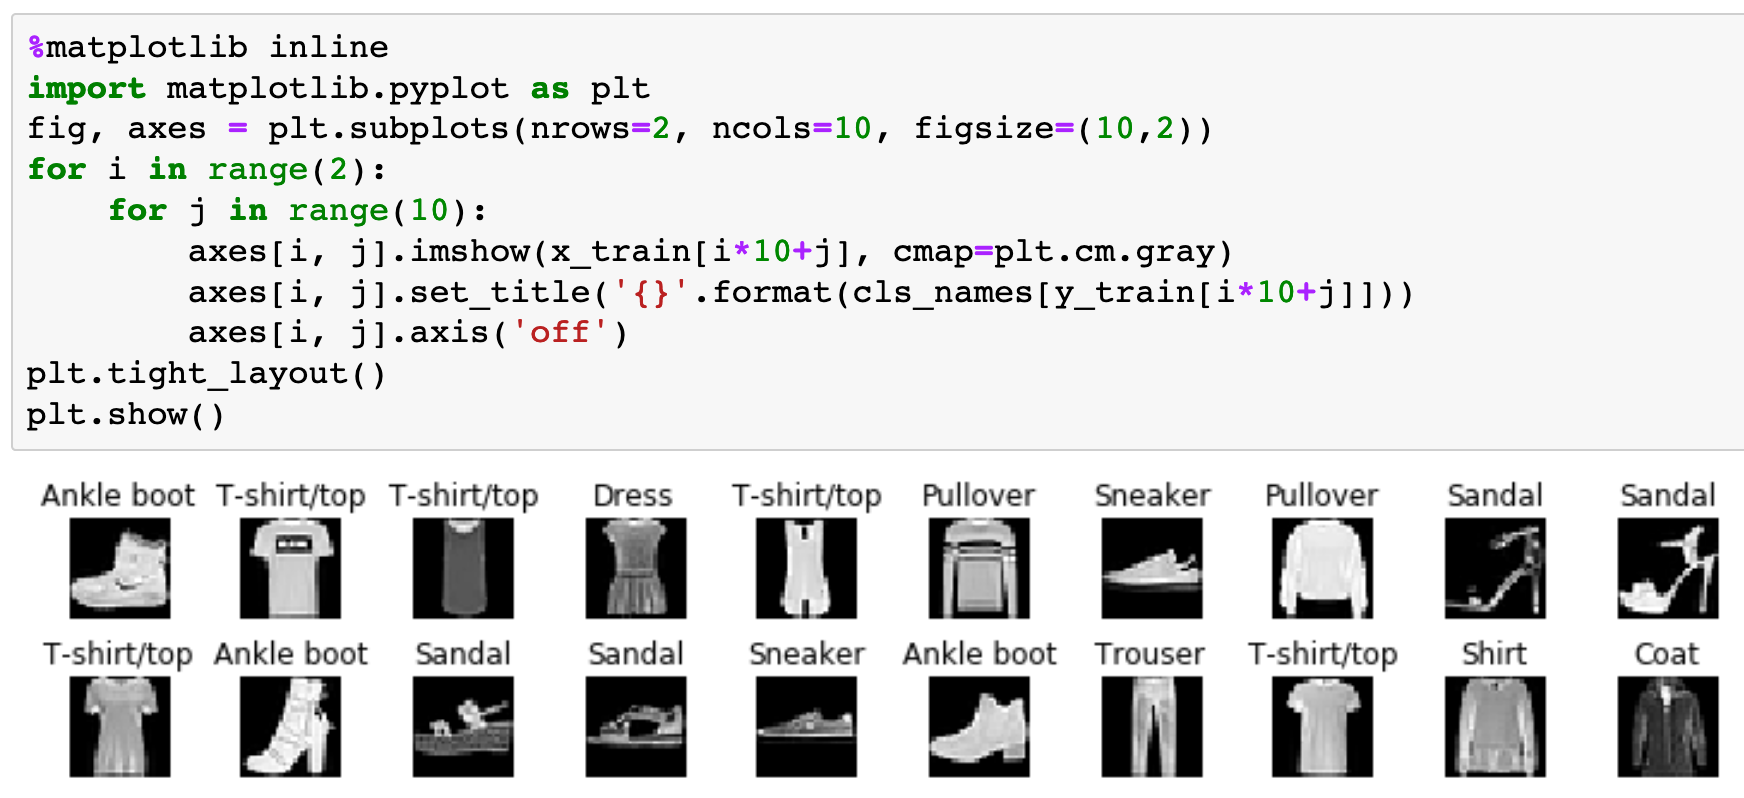 %matplotlib inline
import matplotlib.pyplot as plt
fig, axes = plt.subplots(nrows=2, ncols=10, figsize=(10,2))
for i in range(2):
    for j in range(10):
        axes[i, j].imshow(x_train[i*10+j], cmap=plt.cm.gray)
        axes[i, j].set_title('{}'.format(cls_names[y_train[i*10+j]]))
        axes[i, j].axis('off')
plt.tight_layout()
plt.show()
Ankle boot T-shirt/top T-shirt/top Dress T-shirt/top Pullover Sneaker Pullover Sandal Sandal
T-shirt/top Ankle boot Sandal Sandal Sneaker Ankle boot Trouser T-shirt/top Shirt Coat